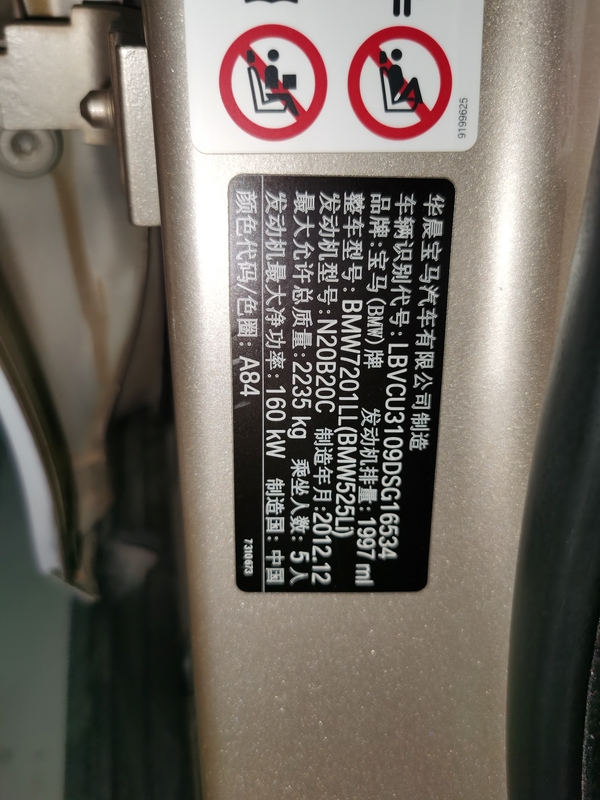 9199625
华晨宝马汽车有限公司制造
车辆识别代号:LBVCU3109DSG16534
品牌:宝马(BMW)牌 发动机排量:1997 ml
整车型号:BMW7201LL(BMW525Li)
发动机型号:N20B20C 制造年月:2012.12
最大允许总质量:2235 kg 乘坐人数:5人
发动机最大净功率:160 kW 制造国:中国
颜色代码/色圈:A84
7310673